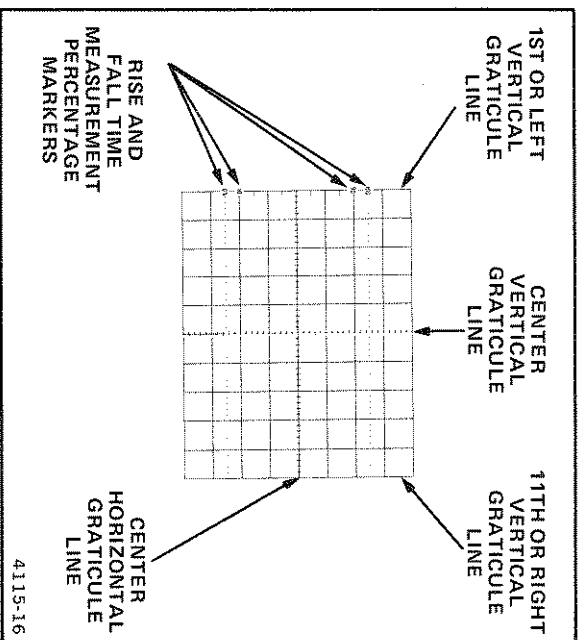 1ST OR LEFT
VERTICAL
GRATICULE
LINE
CENTER
VERTICAL
GRATICULE
LINE
11TH OR RIGHT
VERTICAL
GRATICULE
LINE
RISE AND
FALL TIME
MEASUREMENT
PERCENTAGE
MARKERS
CENTER
HORIZONTAL
GRATICULE
LINE
4115-16